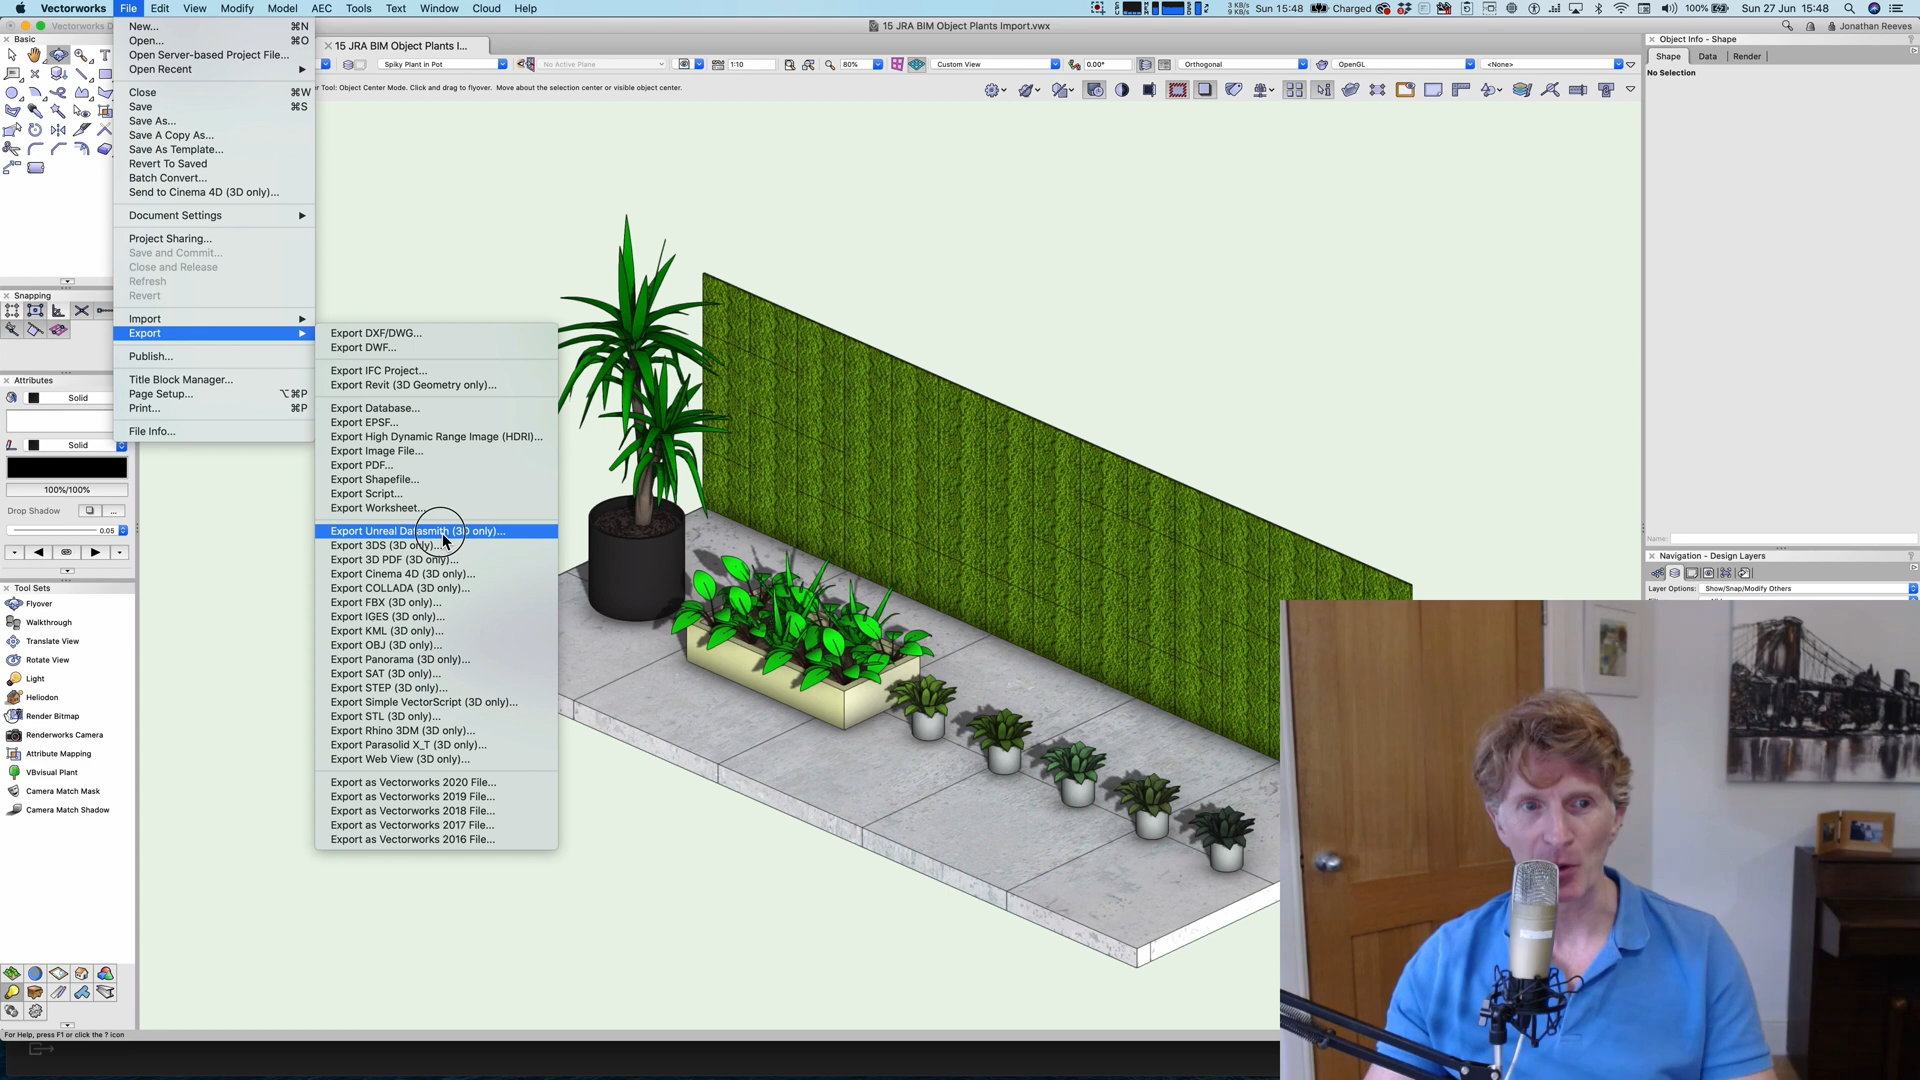 Vectorworks File Edit View Modify Model AEC Tools Text Window Cloud Help
3 KB/s
9 KB/s
Sun 15:48 Charged 100% Sun 27 Jun 15:48 Jonathan Reeves
Vectorworks D
15 JRA BIM Object Plants Import.vwx
Basic
15 JRA BIM Object Plants I...
Spiky Plant in Pot
No Active Plane
1:10
80%
Custom View
0.00°
Orthogonal
OpenGL
<None>
r Tool: Object Center Mode. Click and drag to flyover. Move about the selection center or visible object center.
New... ⌘N
Open... ⌘O
Open Server-based Project File...
Open Recent
Close ⌘W
Save ⌘S
Save As...
Save A Copy As...
Save As Template...
Revert To Saved
Batch Convert...
Send to Cinema 4D (3D only)...
Document Settings
Project Sharing...
Save and Commit...
Close and Release
Refresh
Revert
Import
Export
Publish...
Title Block Manager...
Page Setup... ⌥⌘P
Print... ⌘P
File Info...
Export DXF/DWG...
Export DWF...
Export IFC Project...
Export Revit (3D Geometry only)...
Export Database...
Export EPSF...
Export High Dynamic Range Image (HDRI)...
Export Image File...
Export PDF...
Export Shapefile...
Export Script...
Export Worksheet...
Export Unreal Datasmith (3D only)...
Export 3DS (3D only)...
Export 3D PDF (3D only)...
Export Cinema 4D (3D only)...
Export COLLADA (3D only)...
Export FBX (3D only)...
Export IGES (3D only)...
Export KML (3D only)...
Export OBJ (3D only)...
Export Panorama (3D only)...
Export SAT (3D only)...
Export STEP (3D only)...
Export Simple VectorScript (3D only)...
Export STL (3D only)...
Export Rhino 3DM (3D only)...
Export Parasolid X_T (3D only)...
Export Web View (3D only)...
Export as Vectorworks 2020 File...
Export as Vectorworks 2019 File...
Export as Vectorworks 2018 File...
Export as Vectorworks 2017 File...
Export as Vectorworks 2016 File...
Snapping
Attributes
Solid
Solid
100%/100%
Drop Shadow ...
0.05
Tool Sets
Flyover
Walkthrough
Translate View
Rotate View
Light
Heliodon
Render Bitmap
Renderworks Camera
Attribute Mapping
VBvisual Plant
Camera Match Mask
Camera Match Shadow
For Help, press F1 or click the ? icon
Object Info - Shape
Shape Data Render
No Selection
Name:
Navigation - Design Layers
Layer Options: Show/Snap/Modify Others